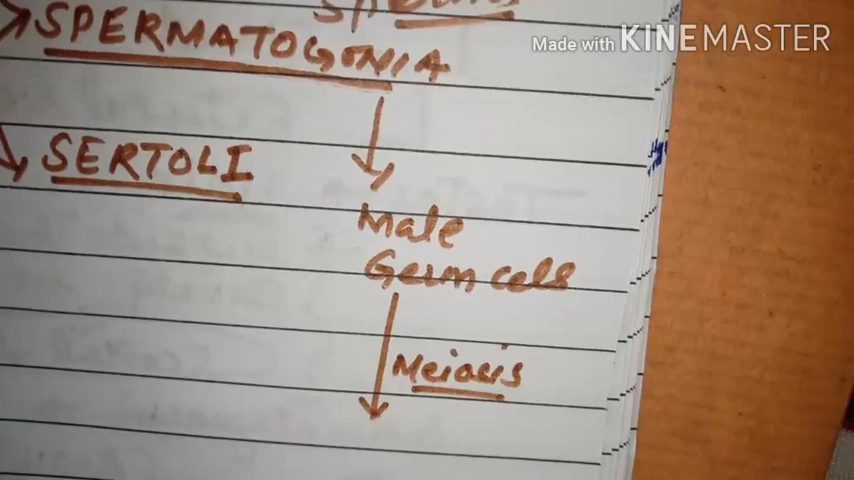 Made with KINEMASTER
SPERMATOGONIA
SERTOLI
Male
Germ cells
Meiosis